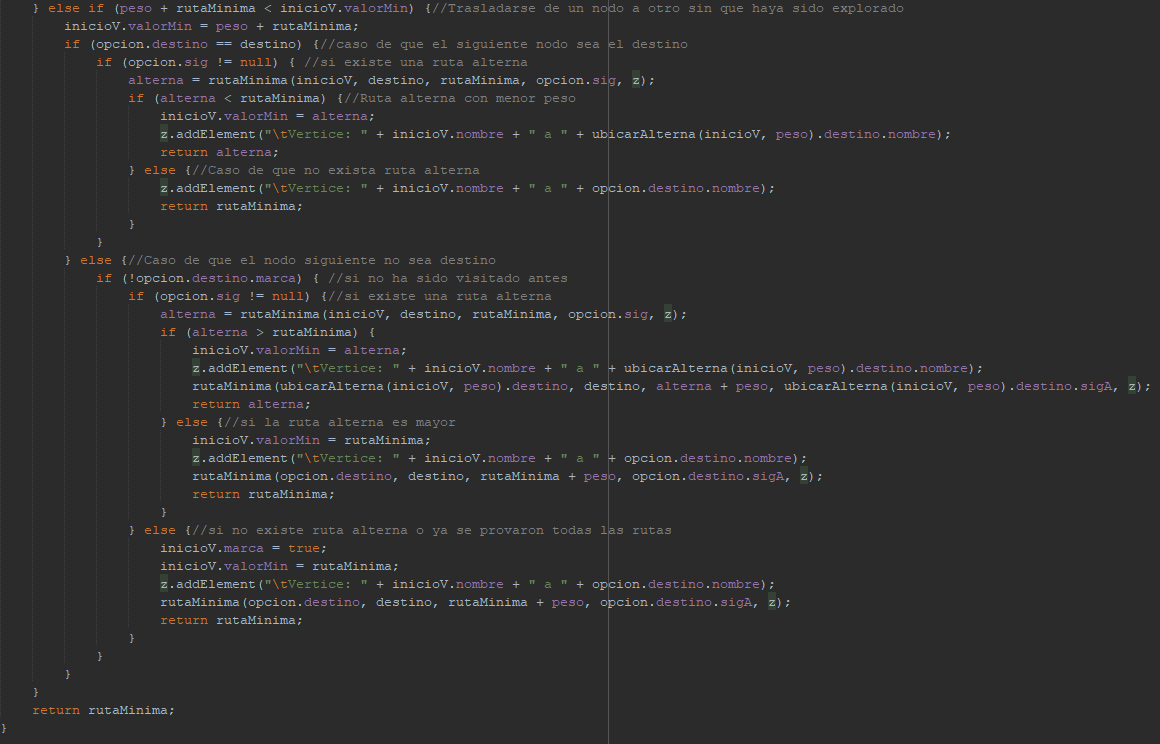 } else if (peso + rutaMinima < inicioV.valorMin) {//Trasladarse de un nodo a otro sin que haya sido explorado
inicioV.valorMin = peso + rutaMinima;
if (opcion.destino == destino) {//caso de que el siguiente nodo sea el destino
if (opcion.sig != null) { //si existe una ruta alterna
alterna = rutaMinima(inicioV, destino, rutaMinima, opcion.sig, z);
if (alterna < rutaMinima) {//Ruta alterna con menor peso
inicioV.valorMin = alterna;
z.addElement("\tVertice: " + inicioV.nombre + " a " + ubicarAlterna(inicioV, peso).destino.nombre);
return alterna;
} else {//Caso de que no exista ruta alterna
z.addElement("\tVertice: " + inicioV.nombre + " a " + opcion.destino.nombre);
return rutaMinima;
}
}
} else {//Caso de que el nodo siguiente no sea destino
if (!opcion.destino.marca) { //si no ha sido visitado antes
if (opcion.sig != null) {//si existe una ruta alterna
alterna = rutaMinima(inicioV, destino, rutaMinima, opcion.sig, z);
if (alterna > rutaMinima) {
inicioV.valorMin = alterna;
z.addElement("\tVertice: " + inicioV.nombre + " a " + ubicarAlterna(inicioV, peso).destino.nombre);
rutaMinima(ubicarAlterna(inicioV, peso).destino, destino, alterna + peso, ubicarAlterna(inicioV, peso).destino.sigA, z);
return alterna;
} else {//si la ruta alterna es mayor
inicioV.valorMin = rutaMinima;
z.addElement("\tVertice: " + inicioV.nombre + " a " + opcion.destino.nombre);
rutaMinima(opcion.destino, destino, rutaMinima + peso, opcion.destino.sigA, z);
return rutaMinima;
}
} else {//si no existe ruta alterna o ya se provaron todas las rutas
inicioV.marca = true;
inicioV.valorMin = rutaMinima;
z.addElement("\tVertice: " + inicioV.nombre + " a " + opcion.destino.nombre);
rutaMinima(opcion.destino, destino, rutaMinima + peso, opcion.destino.sigA, z);
return rutaMinima;
}
}
}
}
return rutaMinima;
}